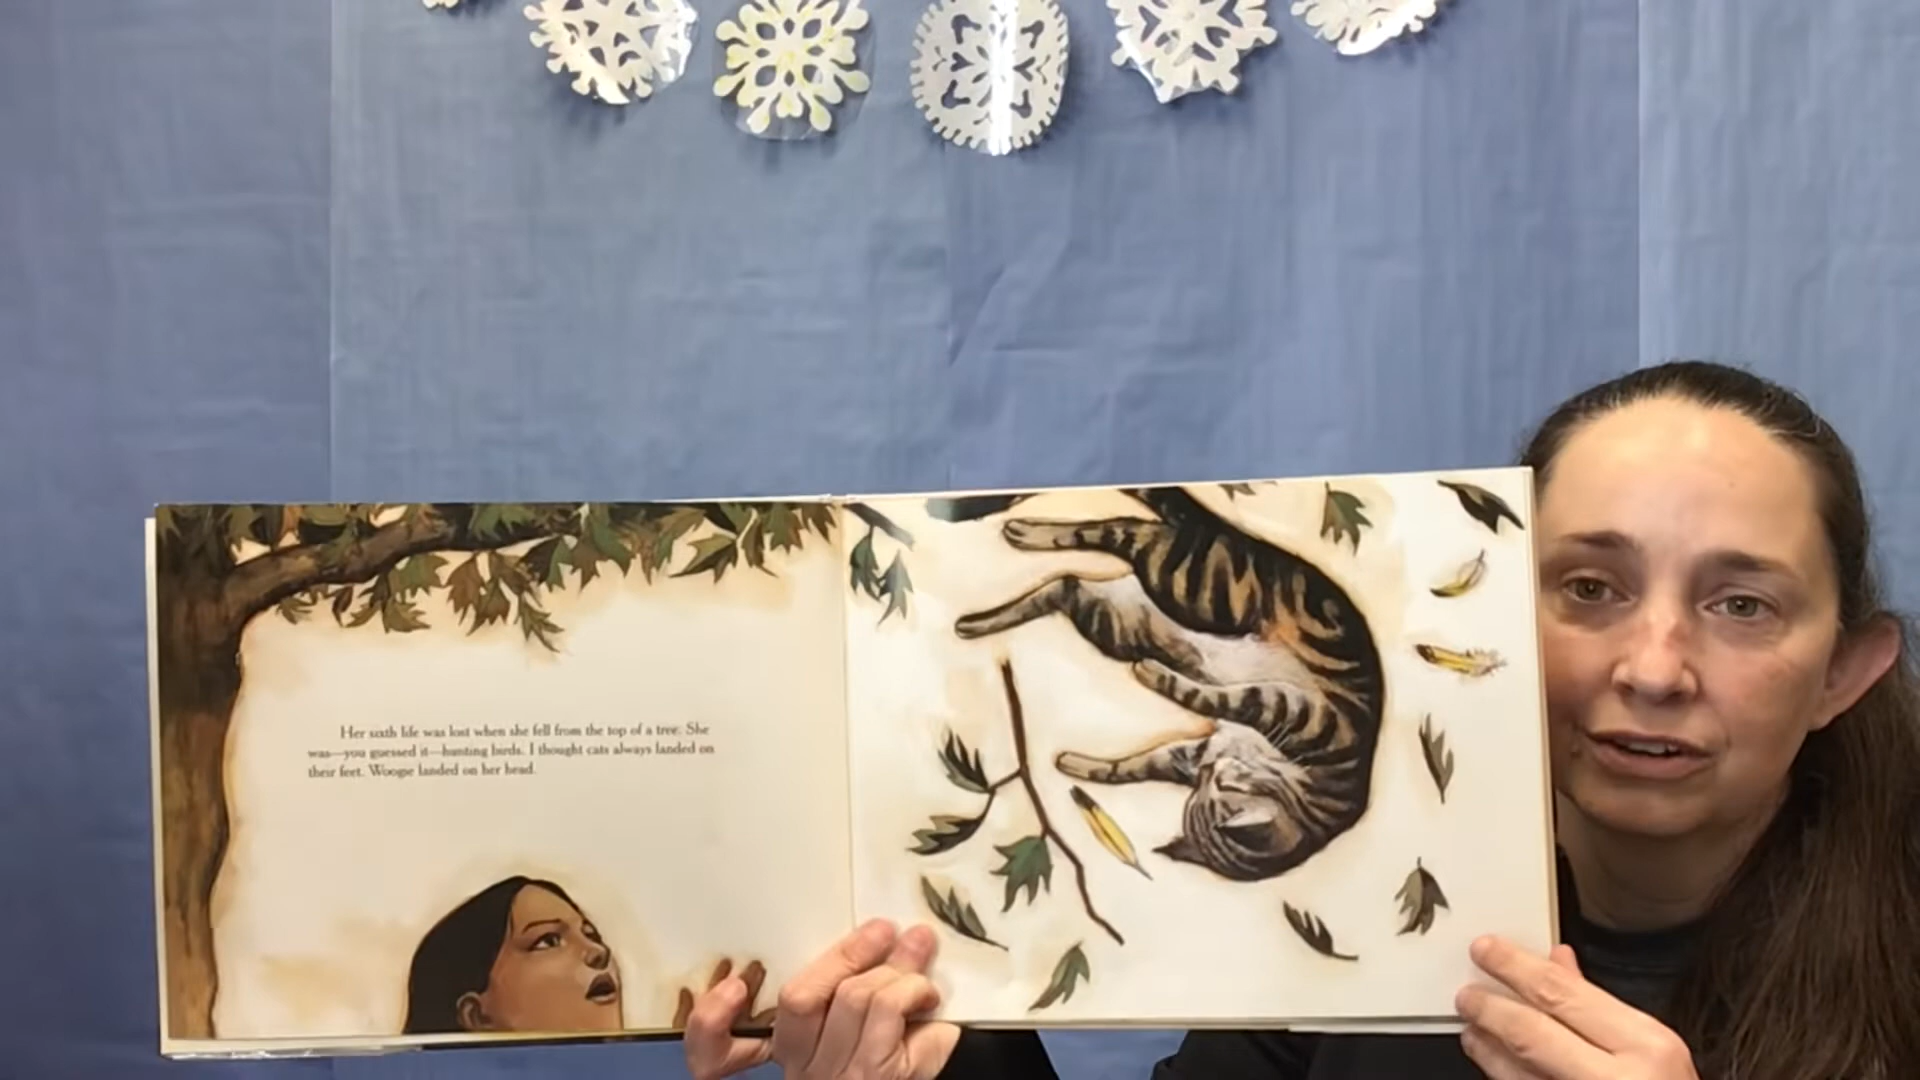 Her sixth life was lost when she fell from the top of a tree. She
was—you guessed it—hunting birds. I thought cats always landed on
their feet. Woogie landed on her head.